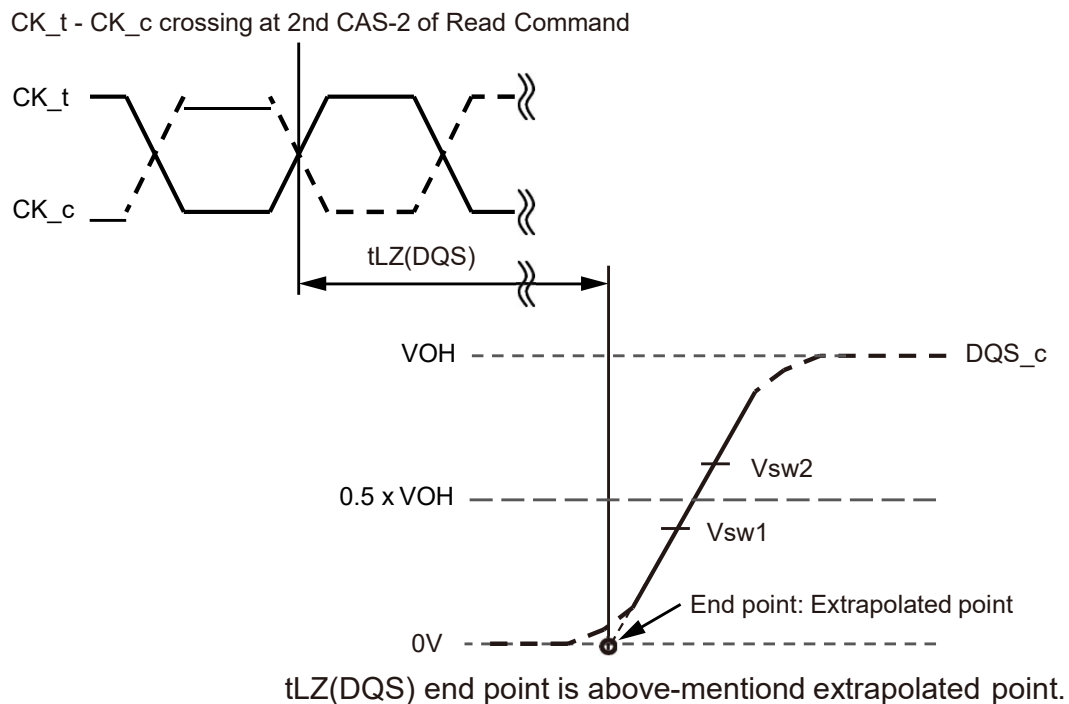 CK_t - CK_c crossing at 2nd CAS-2 of Read Command
CK_t
CK_c
tLZ(DQS)
VOH
DQS_c
Vsw2
0.5 x VOH
Vsw1
End point: Extrapolated point
0V
tLZ(DQS) end point is above-mentiond extrapolated point.